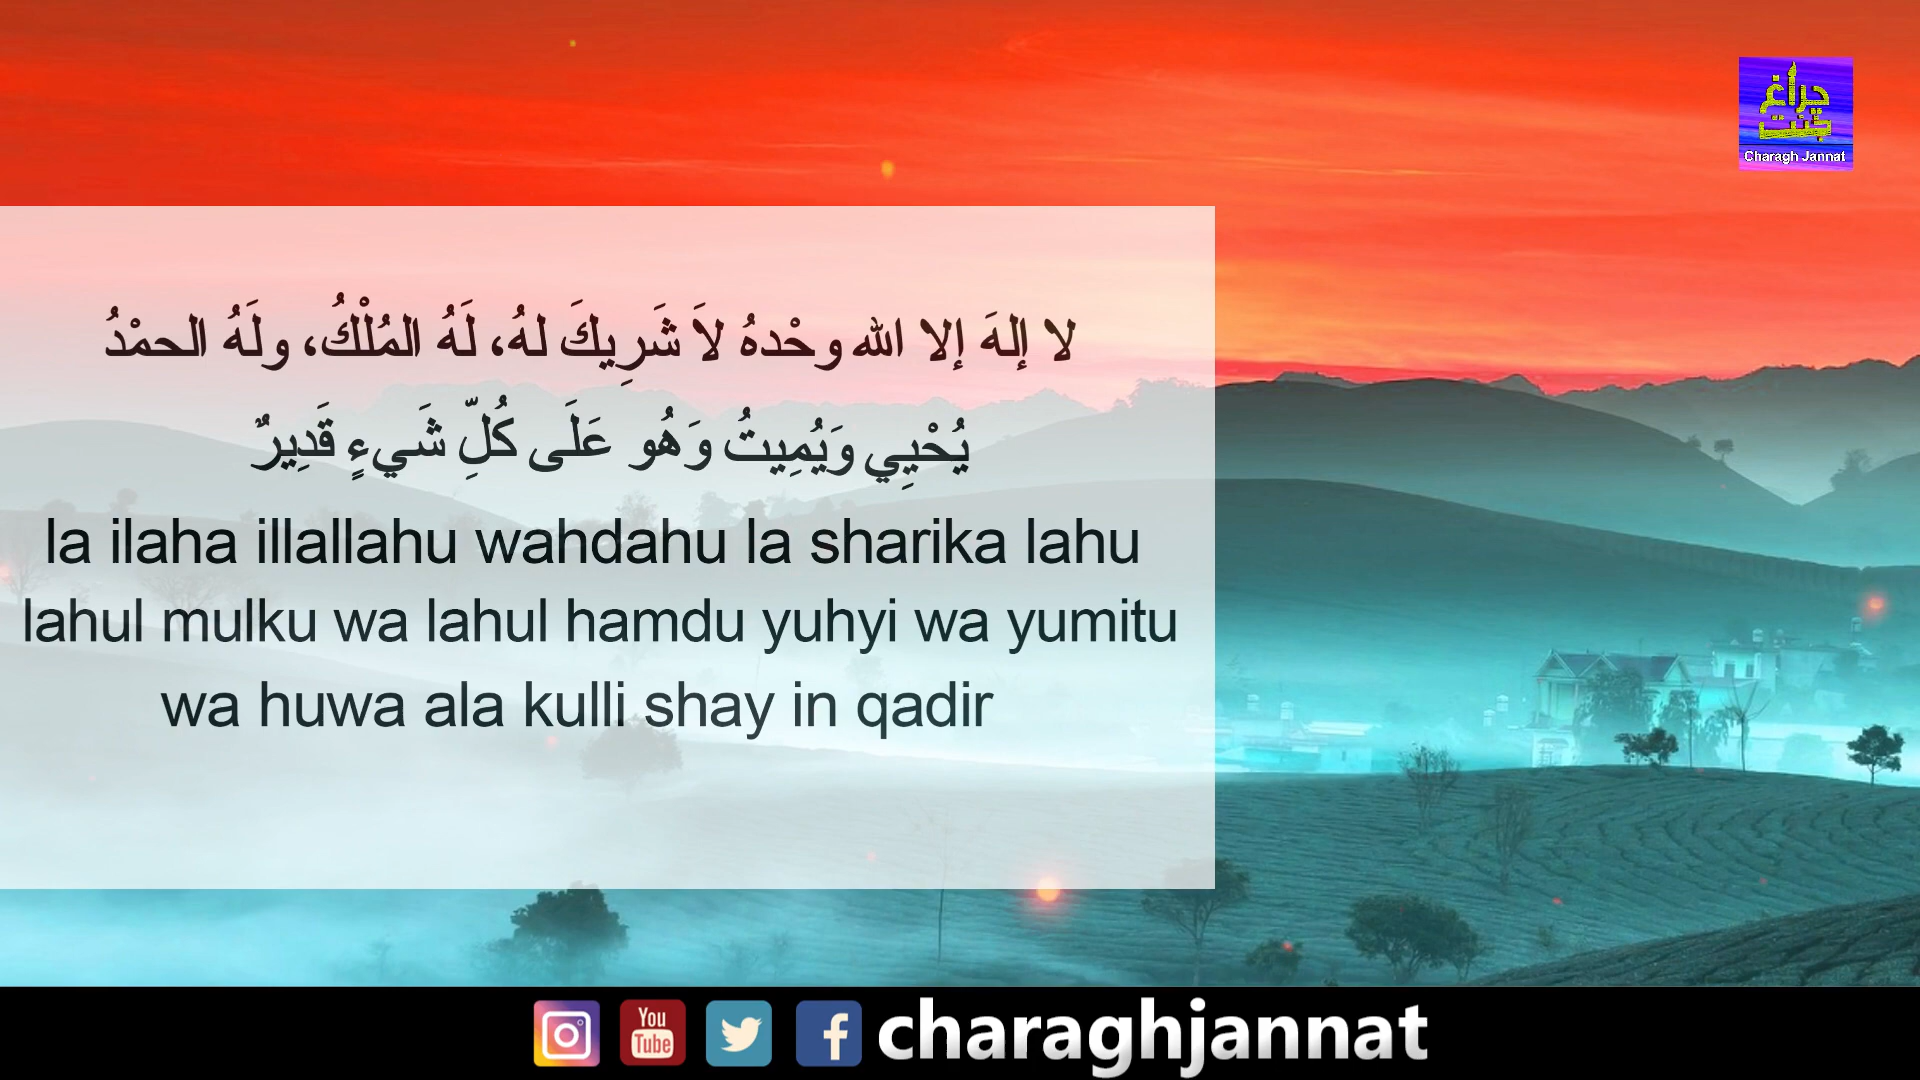 چراغ
جنت
Charagh Jannat
لا إلهَ إلا الله وحْدهُ لاَ شَرِيكَ لهُ، لَهُ المُلْكُ، ولَهُ الحمْدُ
يُحْيِي وَيُمِيتُ وَهُو عَلَى كُلِّ شَيءٍ قَدِيرٌ
la ilaha illallahu wahdahu la sharika lahu
lahul mulku wa lahul hamdu yuhyi wa yumitu
wa huwa ala kulli shay in qadir
You
Tube
charaghjannat